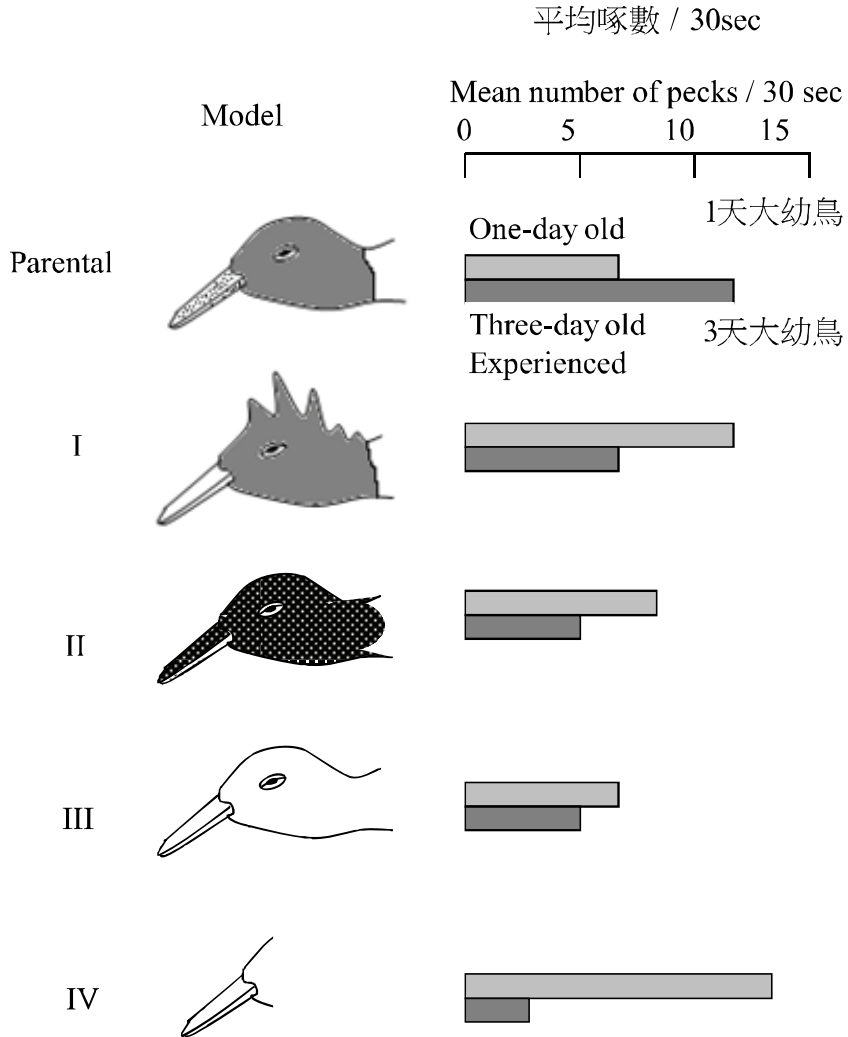 平均啄數 / 30sec
Model
Mean number of pecks / 30 sec
0 5 10 15
Parental
One-day old
1天大幼鳥
Three-day old
3天大幼鳥
Experienced
I
II
III
IV